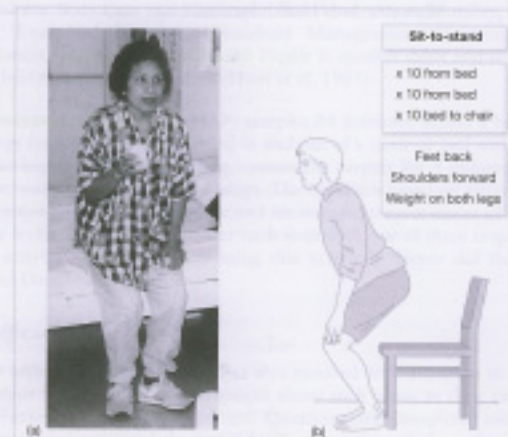 Sit-to-stand
x 10 from bed
x 10 from bed
x 10 bed to chair
Feet back
Shoulders forward
Weight on both legs
(a)
(b)